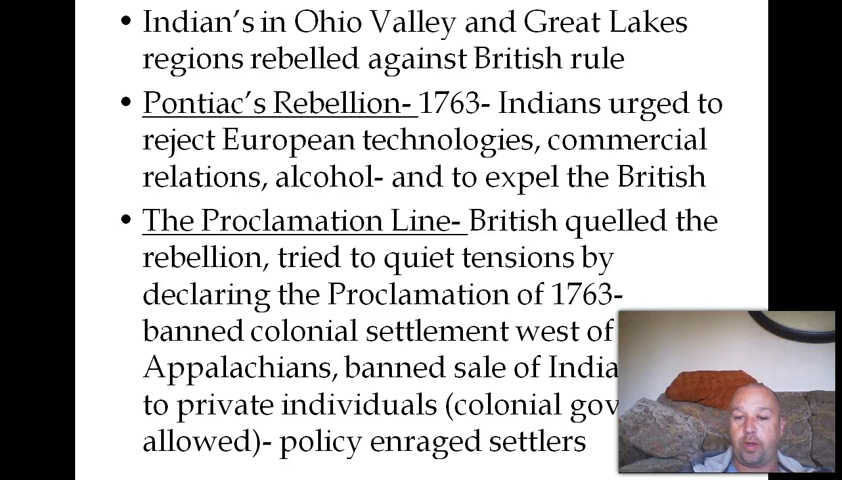 • Indian’s in Ohio Valley and Great Lakes
regions rebelled against British rule
• Pontiac’s Rebellion- 1763- Indians urged to
reject European technologies, commercial
relations, alcohol- and to expel the British
• The Proclamation Line- British quelled the
rebellion, tried to quiet tensions by
declaring the Proclamation of 1763-
banned colonial settlement west of
Appalachians, banned sale of
to private individuals (colonial
allowed)- policy enraged settlers